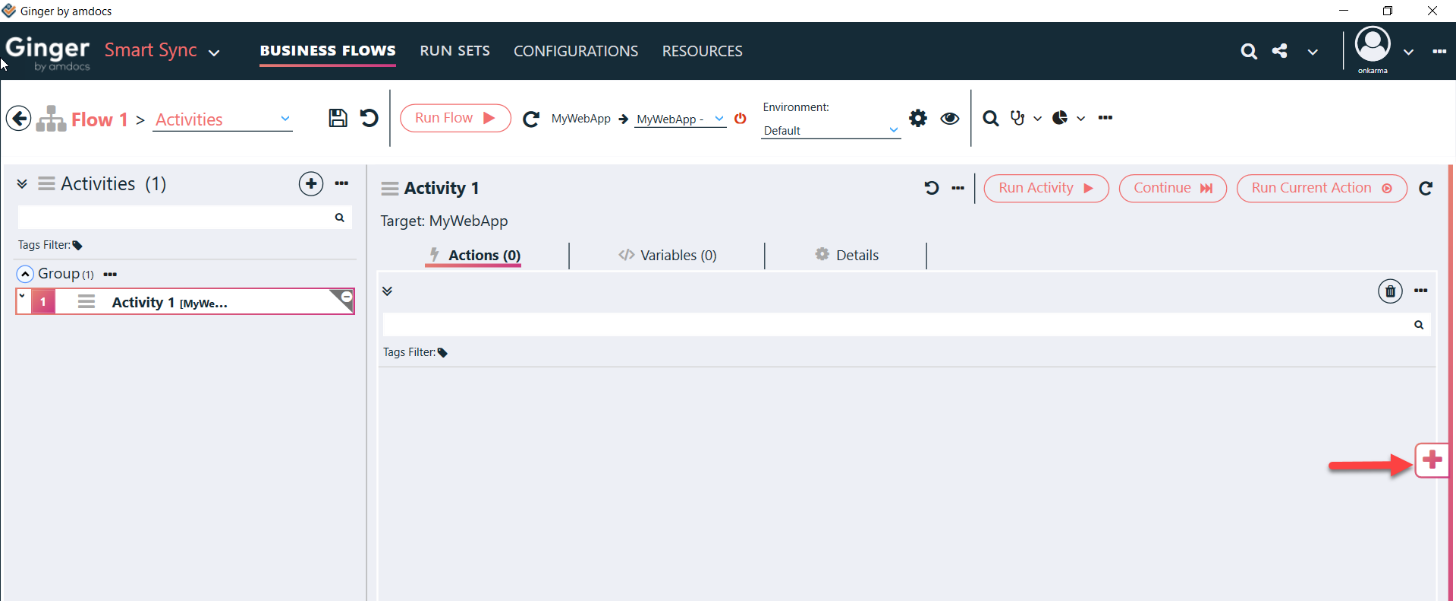 Ginger by amdocs
Ginger by amdocs Smart Sync BUSINESS FLOWS RUN SETS CONFIGURATIONS RESOURCES
onkarma
Flow 1 > Activities Run Flow MyWebApp MyWebApp - Environment: Default
Activities (1)
Tags Filter:
Group (1)
1 Activity 1 [MyWe...
Activity 1 Run Activity Continue Run Current Action
Target: MyWebApp
Actions (0) Variables (0) Details
Tags Filter: